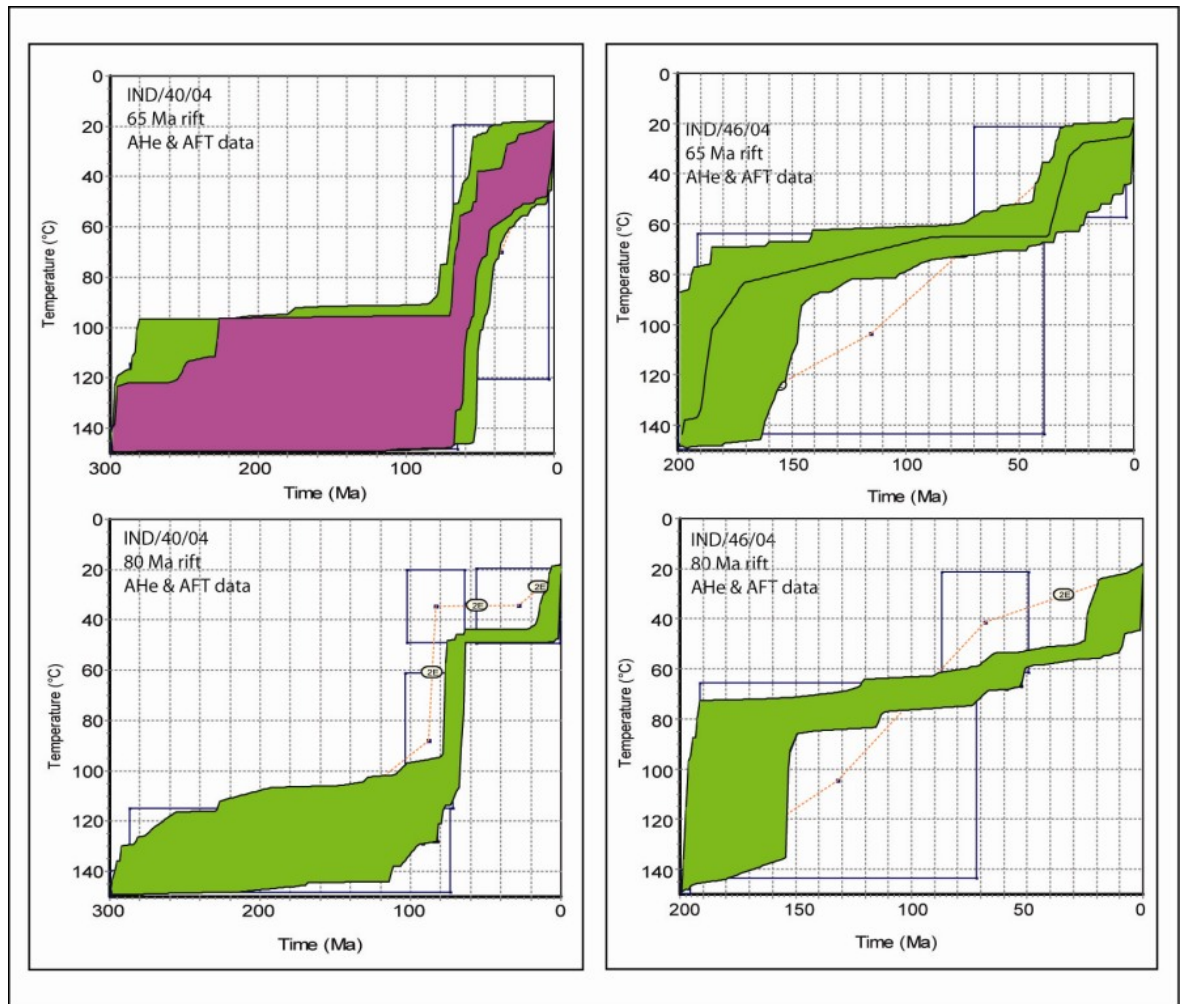 0
20
40
60
80
100
120
140
Temperature (°C)
IND/40/04
65 Ma rift
AHe & AFT data
300
200
100
0
Time (Ma)
0
20
40
60
80
100
120
140
Temperature (°C)
IND/46/04
65 Ma rift
AHe & AFT data
200
150
100
50
0
Time (Ma)
0
20
40
60
80
100
120
140
Temperature (°C)
IND/40/04
80 Ma rift
AHe & AFT data
2E
2E
2E
300
200
100
0
Time (Ma)
0
20
40
60
80
100
120
140
Temperature (°C)
IND/46/04
80 Ma rift
AHe & AFT data
2E
200
150
100
50
0
Time (Ma)